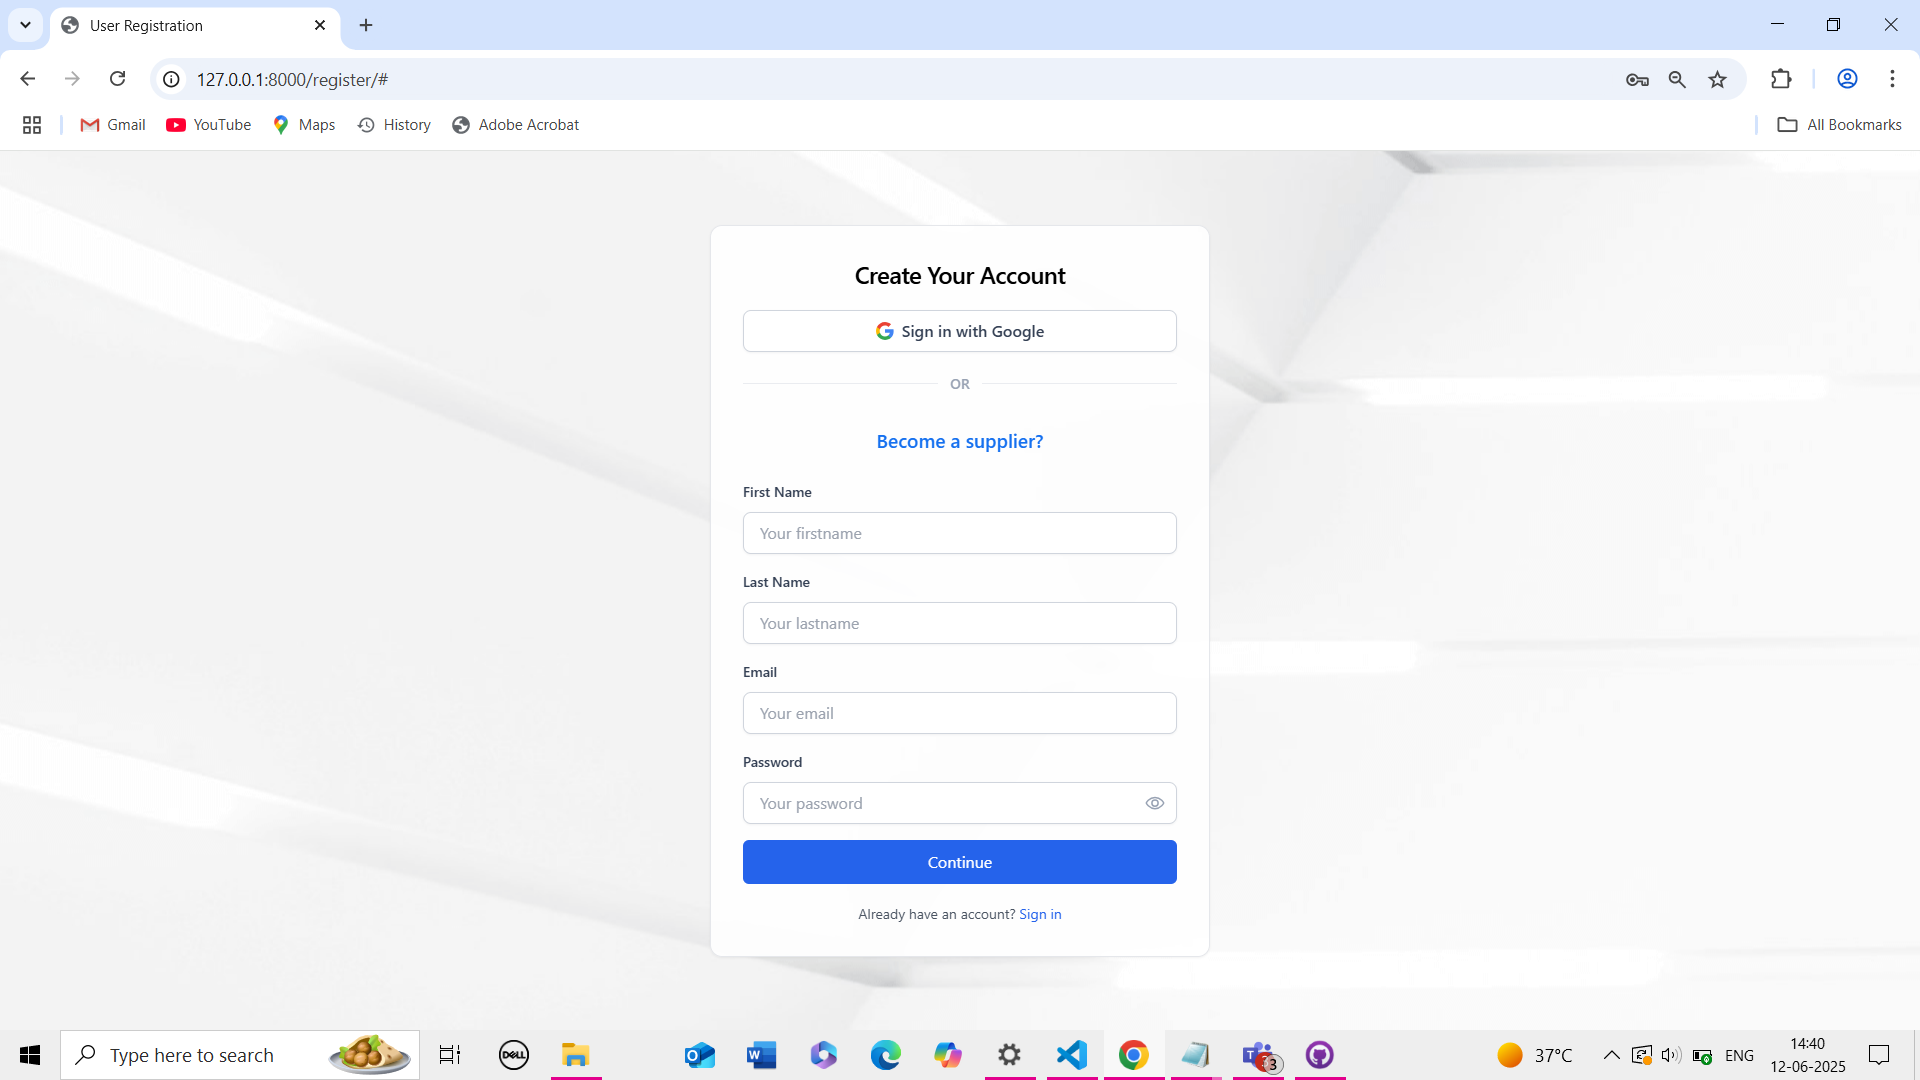 User Registration
127.0.0.1:8000/register/#
Gmail
YouTube
Maps
History
Adobe Acrobat
All Bookmarks
Create Your Account
Sign in with Google
OR
Become a supplier?
First Name
Your firstname
Last Name
Your lastname
Email
Your email
Password
Your password
Continue
Already have an account? Sign in
Type here to search
DELL
37°C
ENG
14:40
12-06-2025